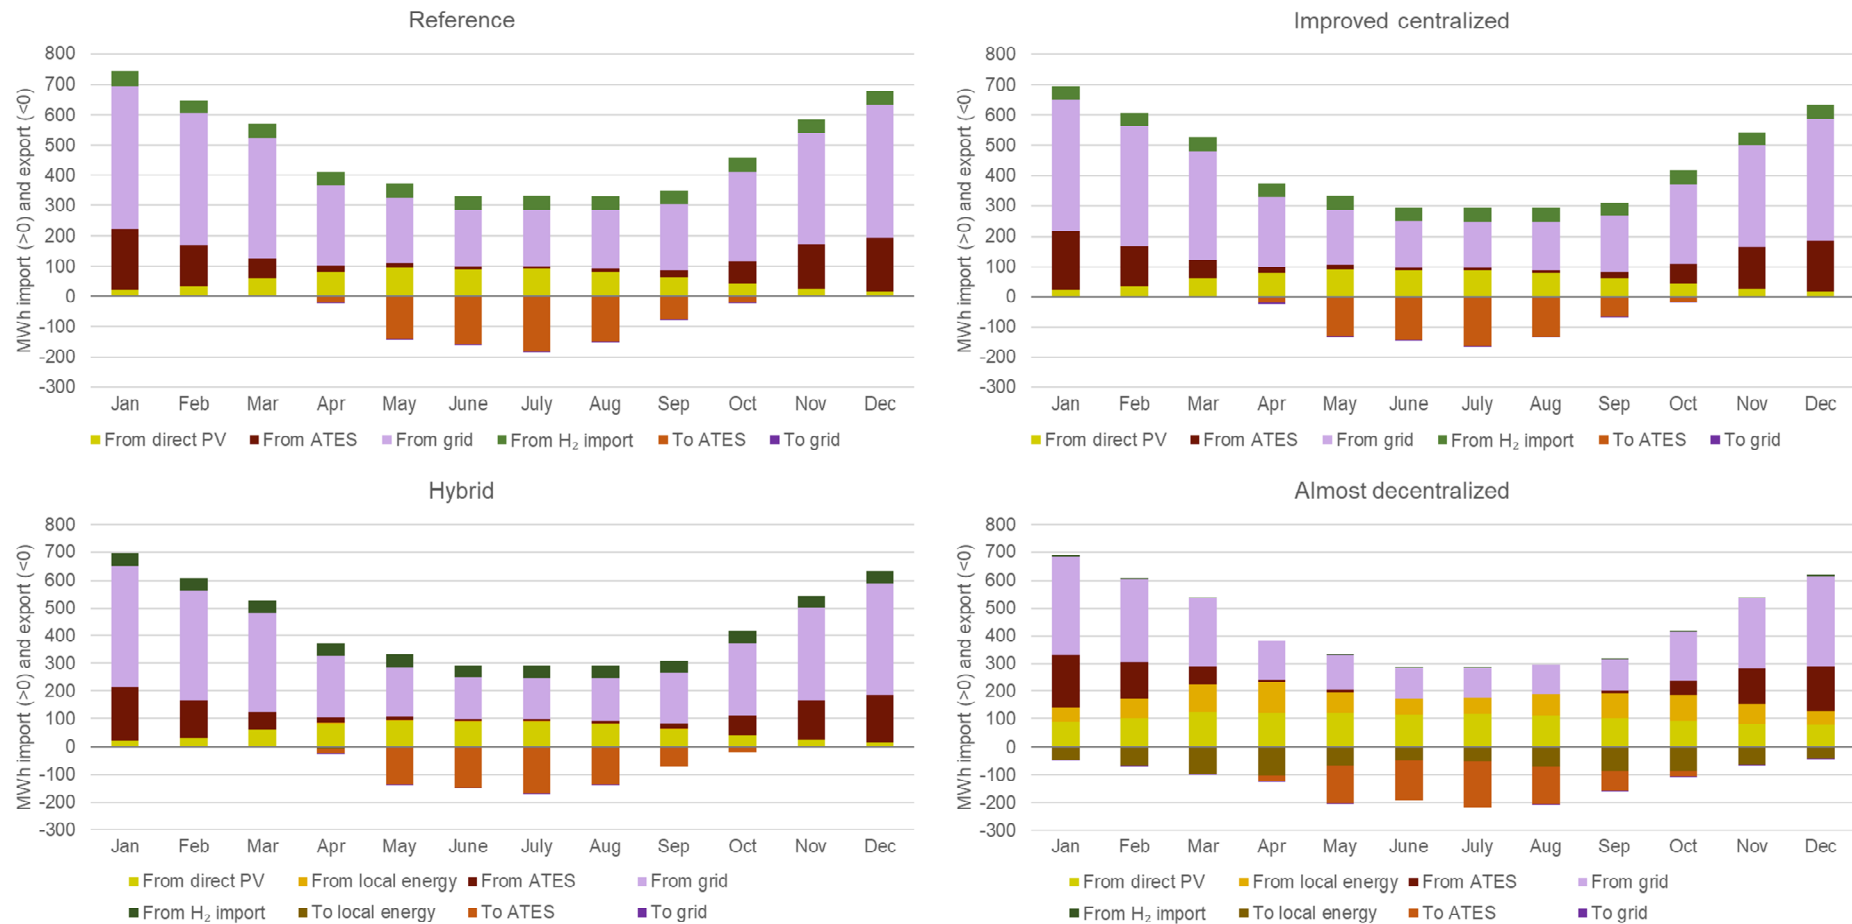 Reference
MWh import (>0) and export (<0)
800
700
600
500
400
300
200
100
0
-100
-200
-300
Jan Feb Mar Apr May June July Aug Sep Oct Nov Dec
From direct PV From ATES From grid From H₂ import To ATES To grid
Improved centralized
MWh import (>0) and export (<0)
800
700
600
500
400
300
200
100
0
-100
-200
-300
Jan Feb Mar Apr May June July Aug Sep Oct Nov Dec
From direct PV From ATES From grid From H₂ import To ATES To grid
Hybrid
MWh import (>0) and export (<0)
800
700
600
500
400
300
200
100
0
-100
-200
-300
Jan Feb Mar Apr May June July Aug Sep Oct Nov Dec
From direct PV From local energy From ATES From grid
From H₂ import To local energy To ATES To grid
Almost decentralized
MWh import (>0) and export (<0)
800
700
600
500
400
300
200
100
0
-100
-200
-300
Jan Feb Mar Apr May June July Aug Sep Oct Nov Dec
From direct PV From local energy From ATES From grid
From H₂ import To local energy To ATES To grid